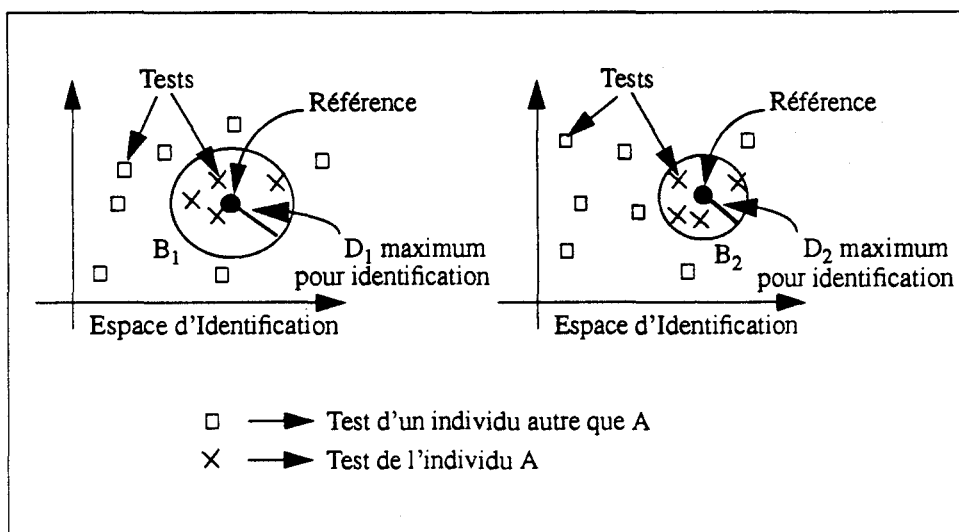 Tests
Référence
B1
D1 maximum
pour identification
Espace d'Identification
Tests
Référence
B2
D2 maximum
pour identification
Espace d'Identification
Test d'un individu autre que A
Test de l'individu A